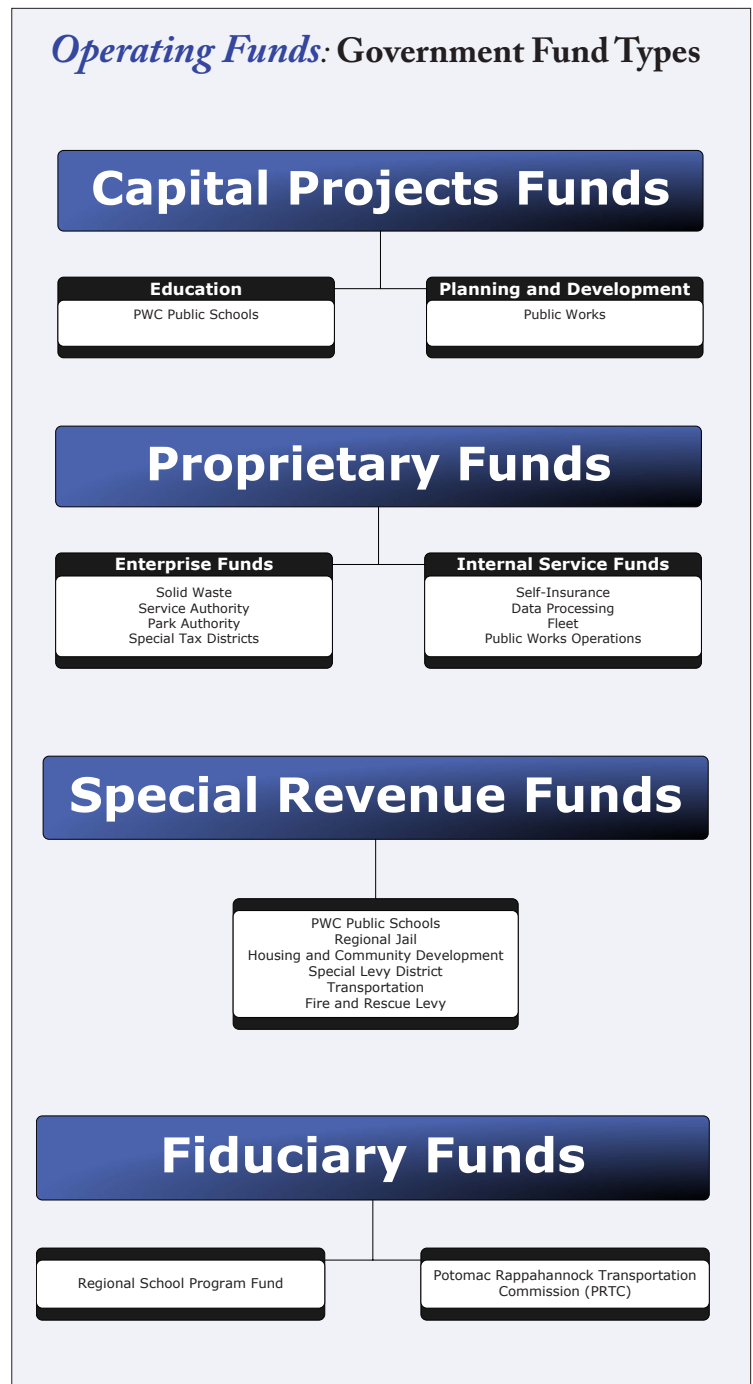 Operating Funds: Government Fund Types
Capital Projects Funds
Education
PWC Public Schools
Planning and Development
Public Works
Proprietary Funds
Enterprise Funds
Solid Waste
Service Authority
Park Authority
Special Tax Districts
Internal Service Funds
Self-Insurance
Data Processing
Fleet
Public Works Operations
Special Revenue Funds
PWC Public Schools
Regional Jail
Housing and Community Development
Special Levy District
Transportation
Fire and Rescue Levy
Fiduciary Funds
Regional School Program Fund
Potomac Rappahannock Transportation
Commission (PRTC)